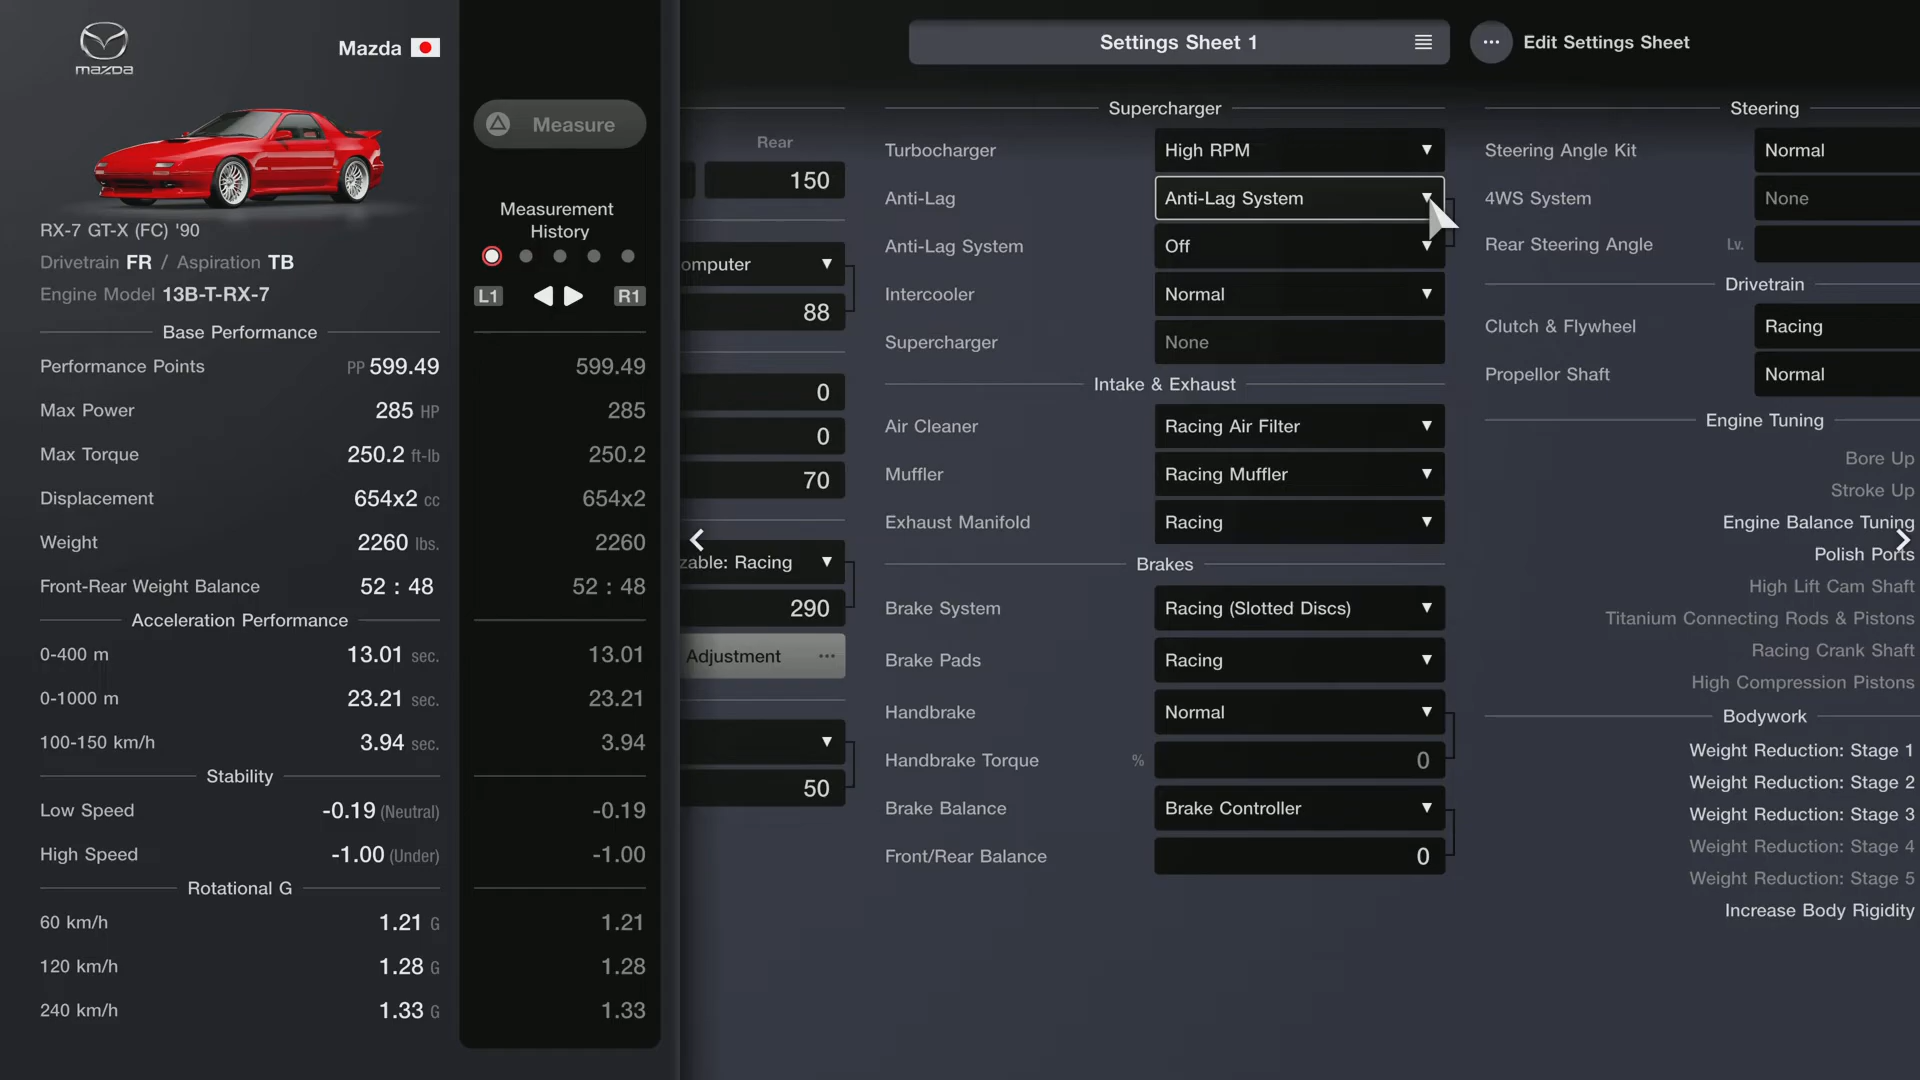 mazda
Mazda
RX-7 GT-X (FC) '90
Drivetrain FR / Aspiration TB
Engine Model 13B-T-RX-7
Base Performance
Performance Points PP 599.49
Max Power 285 HP
Max Torque 250.2 ft-lb
Displacement 654x2 cc
Weight 2260 lbs.
Front-Rear Weight Balance 52 : 48
Acceleration Performance
0-400 m 13.01 sec.
0-1000 m 23.21 sec.
100-150 km/h 3.94 sec.
Stability
Low Speed -0.19 (Neutral)
High Speed -1.00 (Under)
Rotational G
60 km/h 1.21 G
120 km/h 1.28 G
240 km/h 1.33 G
Measure
Measurement
History
L1 R1
599.49
285
250.2
654x2
2260
52 : 48
13.01
23.21
3.94
-0.19
-1.00
1.21
1.28
1.33
Rear
150
omputer
88
0
0
70
zable: Racing
290
Adjustment ...
50
Settings Sheet 1
... Edit Settings Sheet
Supercharger
Turbocharger High RPM
Anti-Lag Anti-Lag System
Anti-Lag System Off
Intercooler Normal
Supercharger None
Intake & Exhaust
Air Cleaner Racing Air Filter
Muffler Racing Muffler
Exhaust Manifold Racing
Brakes
Brake System Racing (Slotted Discs)
Brake Pads Racing
Handbrake Normal
Handbrake Torque % 0
Brake Balance Brake Controller
Front/Rear Balance 0
Steering
Steering Angle Kit Normal
4WS System None
Rear Steering Angle Lv.
Drivetrain
Clutch & Flywheel Racing
Propellor Shaft Normal
Engine Tuning
Bore Up
Stroke Up
Engine Balance Tuning
Polish Ports
High Lift Cam Shaft
Titanium Connecting Rods & Pistons
Racing Crank Shaft
High Compression Pistons
Bodywork
Weight Reduction: Stage 1
Weight Reduction: Stage 2
Weight Reduction: Stage 3
Weight Reduction: Stage 4
Weight Reduction: Stage 5
Increase Body Rigidity